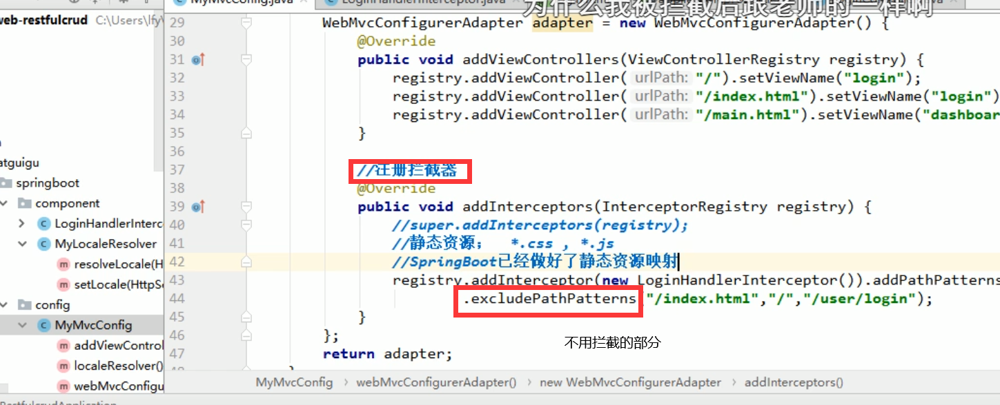 MyMvcConfig.java
LoginHandlerInterceptor.java
为什么我被拦截后跟老师的一样啊
web-restfulcrud C:\Users\lfy\
atguigu
springboot
component
LoginHandlerInterc
MyLocaleResolver
resolveLocale(H
setLocale(HttpSe
config
MyMvcConfig
addViewControl
localeResolver()
webMvcConfigu
RestfulcrudApplication
29 WebMvcConfigurerAdapter adapter = new WebMvcConfigurerAdapter() {
30 @Override
31 public void addViewControllers(ViewControllerRegistry registry) {
32 registry.addViewController( urlPath: "/").setViewName("login");
33 registry.addViewController( urlPath: "/index.html").setViewName("login")
34 registry.addViewController( urlPath: "/main.html").setViewName("dashboar
35 }
36
37 //注册拦截器
38 @Override
39 public void addInterceptors(InterceptorRegistry registry) {
40 //super.addInterceptors(registry);
41 //静态资源； *.css , *.js
42 //SpringBoot已经做好了静态资源映射
43 registry.addInterceptor(new LoginHandlerInterceptor()).addPathPatterns
44 .excludePathPatterns("/index.html","/","/user/login");
45 }
46 };
47 return adapter;
48 }
不用拦截的部分
MyMvcConfig › webMvcConfigurerAdapter() › new WebMvcConfigurerAdapter › addInterceptors()